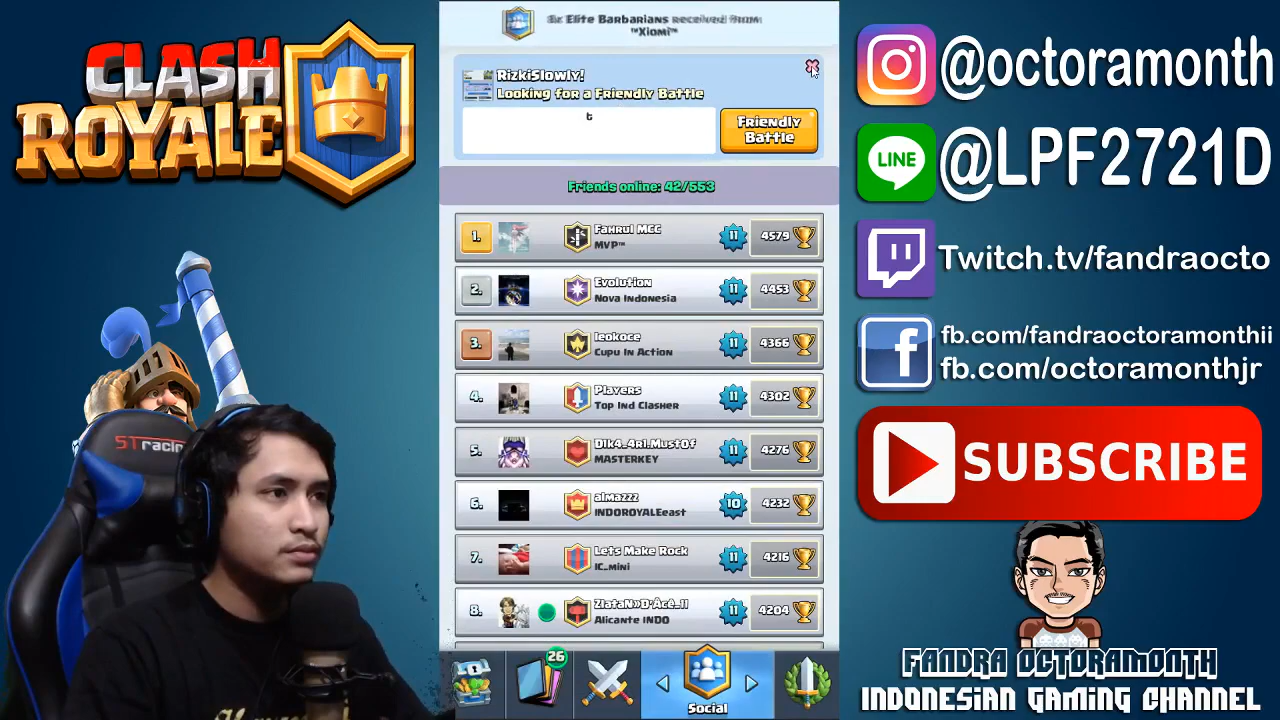 CLASH
ROYALE
8x Elite Barbarians received from
™Xiomi™
RizkiSlowly!
Looking for a Friendly Battle
Friendly
Battle
Friends online: 42/553
1.
Fahrul MCC
MVP™
11
4579
2.
Evolution
Nova Indonesia
11
4453
3.
leokoce
Cupu In Action
11
4366
4.
Players
Top Ind Clasher
11
4302
5.
D1k4_4R1.MustOf
MASTERKEY
11
4276
6.
almazzz
INDOROYALEeast
10
4232
7.
Lets Make Rock
IC_mini
11
4216
8.
Alicante INDO
11
4204
26
Social
STracing
@octoramonth
LINE
@LPF2721D
Twitch.tv/fandraocto
fb.com/fandraoctoramonthii
fb.com/octoramonthjr
SUBSCRIBE
FANDRA OCTORAMONTH
INDONESIAN GAMING CHANNEL